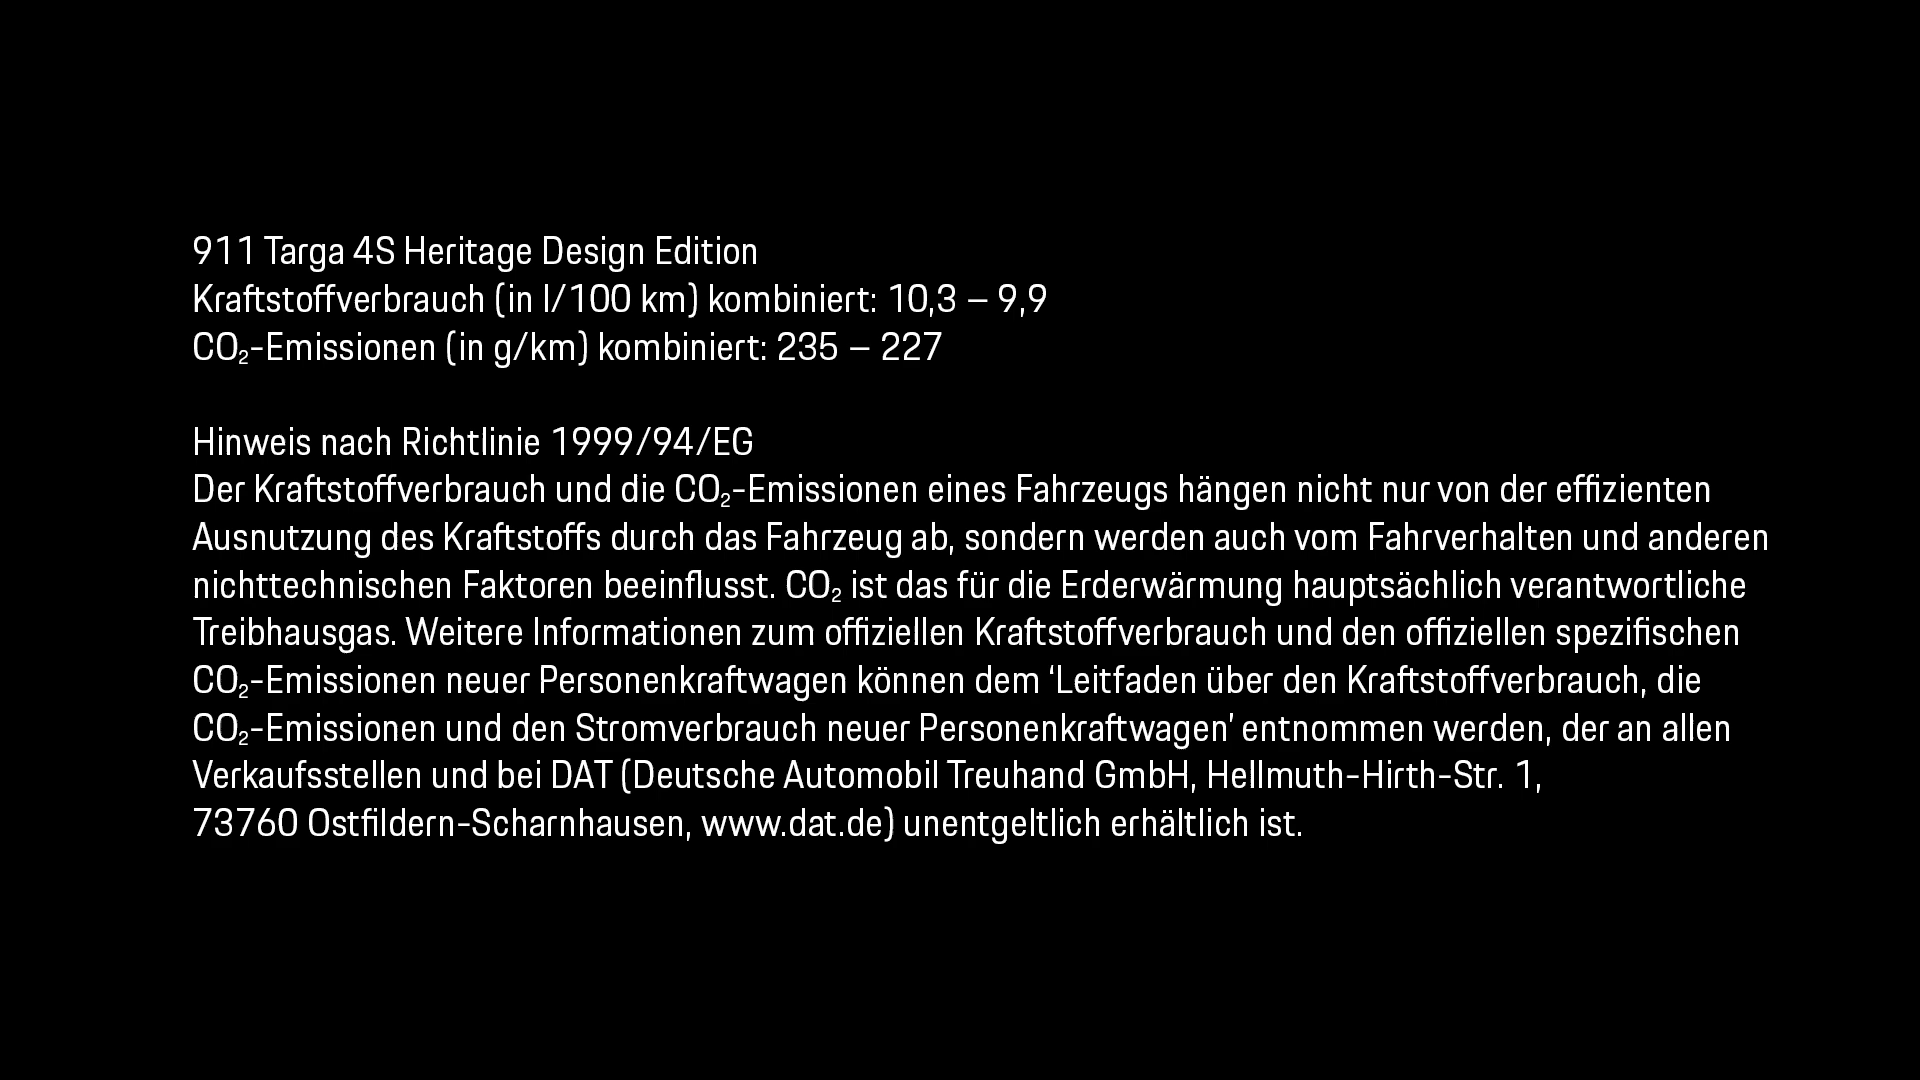 911 Targa 4S Heritage Design Edition
Kraftstoffverbrauch (in l/100 km) kombiniert: 10,3 – 9,9
CO₂-Emissionen (in g/km) kombiniert: 235 – 227
Hinweis nach Richtlinie 1999/94/EG
Der Kraftstoffverbrauch und die CO₂-Emissionen eines Fahrzeugs hängen nicht nur von der effizienten
Ausnutzung des Kraftstoffs durch das Fahrzeug ab, sondern werden auch vom Fahrverhalten und anderen
nichttechnischen Faktoren beeinflusst. CO₂ ist das für die Erderwärmung hauptsächlich verantwortliche
Treibhausgas. Weitere Informationen zum offiziellen Kraftstoffverbrauch und den offiziellen spezifischen
CO₂-Emissionen neuer Personenkraftwagen können dem ‘Leitfaden über den Kraftstoffverbrauch, die
CO₂-Emissionen und den Stromverbrauch neuer Personenkraftwagen’ entnommen werden, der an allen
Verkaufsstellen und bei DAT (Deutsche Automobil Treuhand GmbH, Hellmuth-Hirth-Str. 1,
73760 Ostfildern-Scharnhausen, www.dat.de) unentgeltlich erhältlich ist.